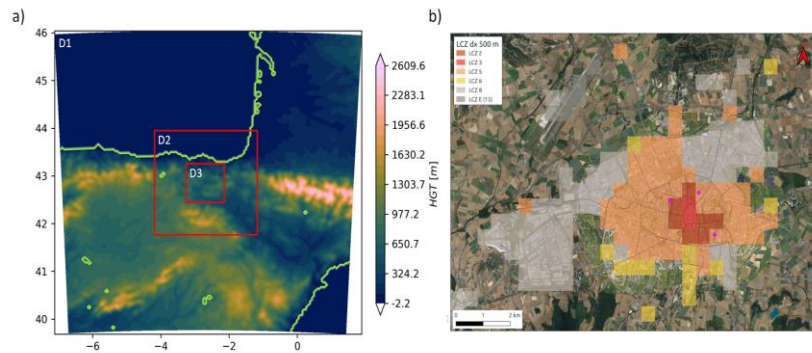 a)
b)
D1
D2
D3
46
45
44
43
42
41
40
−6
−4
−2
0
2609.6
2283.1
1956.6
1630.2
1303.7
977.2
650.7
324.2
-2.2
HGT [m]
LCZ dx 500 m
LCZ 2
LCZ 3
LCZ 5
LCZ 6
LCZ 8
LCZ E (15)
0 1 2 km